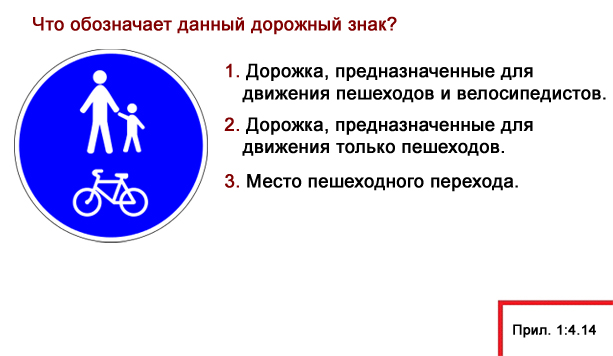 Что обозначает данный дорожный знак?
1. Дорожка, предназначенные для
движения пешеходов и велосипедистов.
2. Дорожка, предназначенные для
движения только пешеходов.
3. Место пешеходного перехода.
Прил. 1:4.14